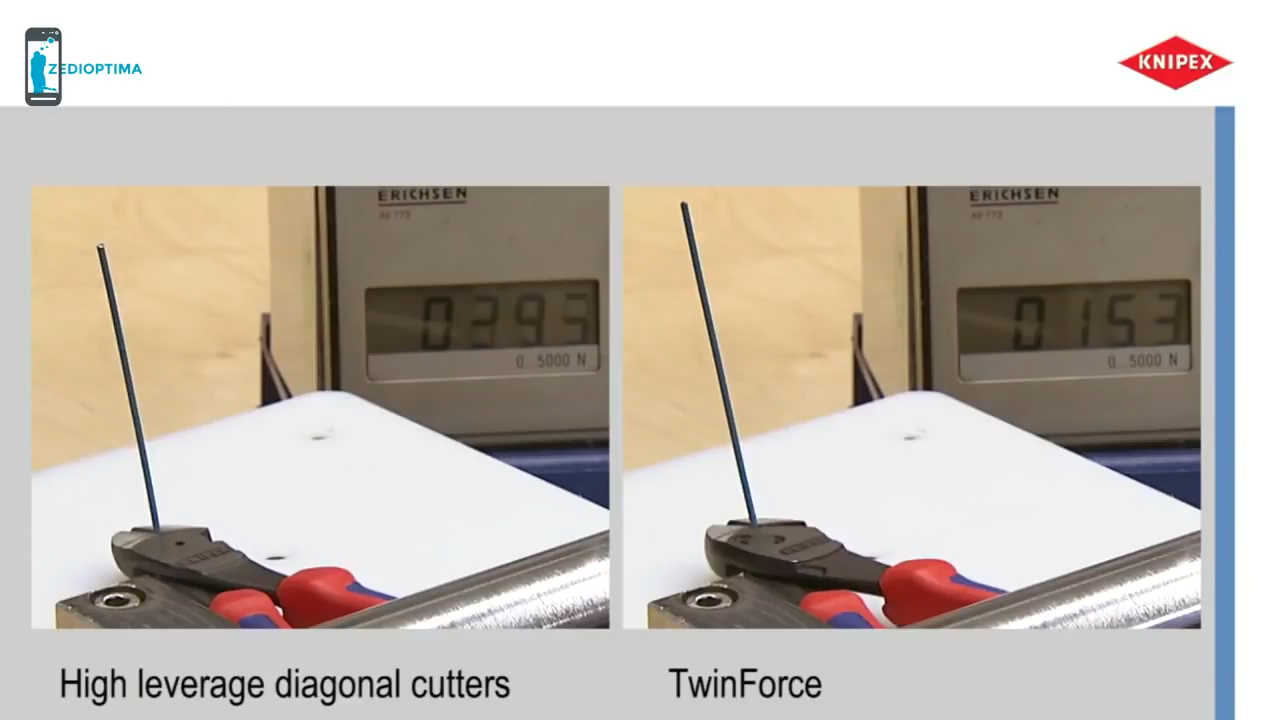 ZEDIOPTIMA
KNIPEX
ERICHSEN
ERICHSEN
0295
0153
0...5000 N
0...5000 N
High leverage diagonal cutters
TwinForce